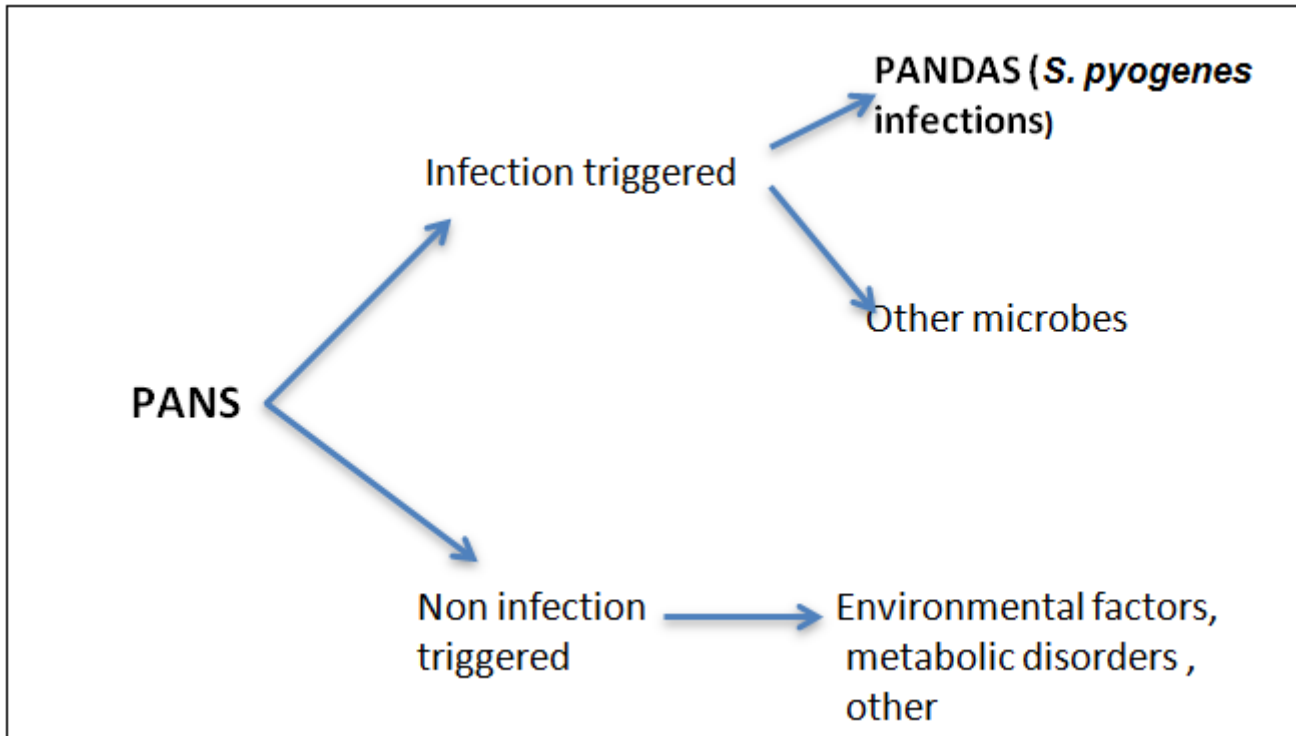 PANDAS (S. pyogenes
infections)
Infection triggered
Other microbes
PANS
Non infection
triggered
Environmental factors,
metabolic disorders ,
other